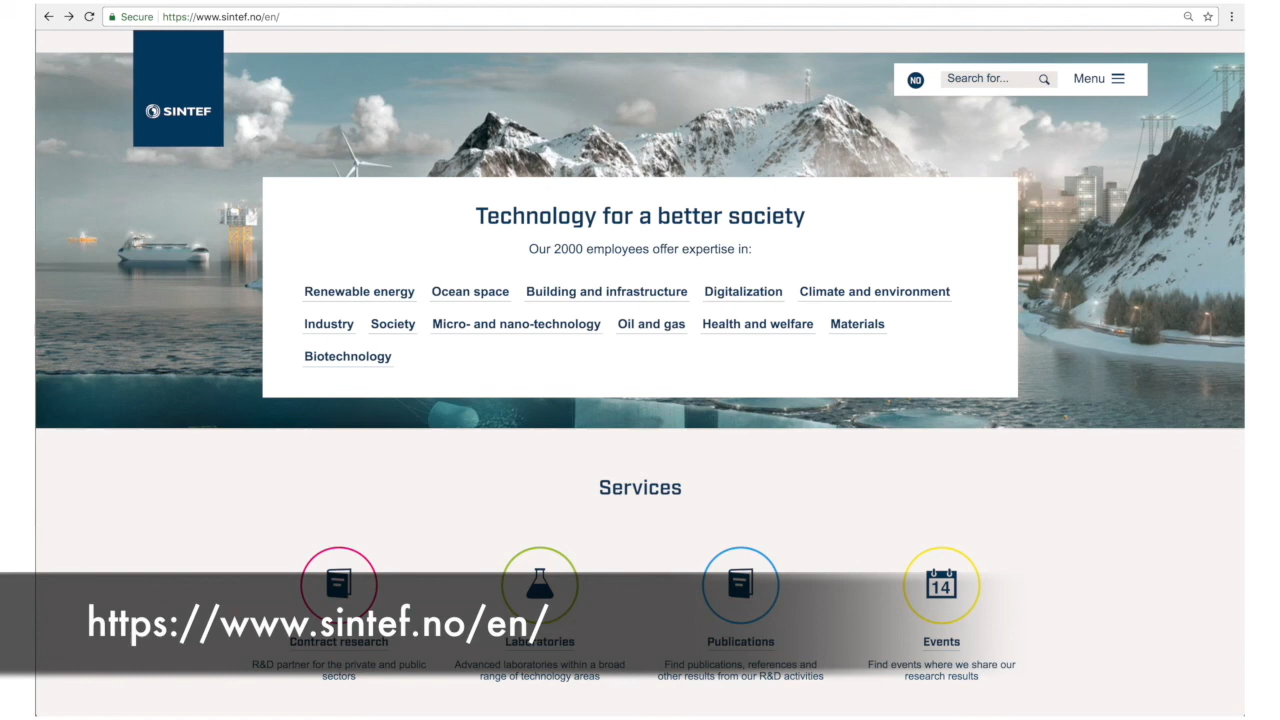 Secure https://www.sintef.no/en/
SINTEF
NO Search for... Menu
Technology for a better society
Our 2000 employees offer expertise in:
Renewable energy Ocean space Building and infrastructure Digitalization Climate and environment
Industry Society Micro- and nano-technology Oil and gas Health and welfare Materials
Biotechnology
Services
14
https://www.sintef.no/en/
Contract research Laboratories Publications Events
R&D partner for the private and public Advanced laboratories within a broad Find publications, references and Find events where we share our
sectors range of technology areas other results from our R&D activities research results